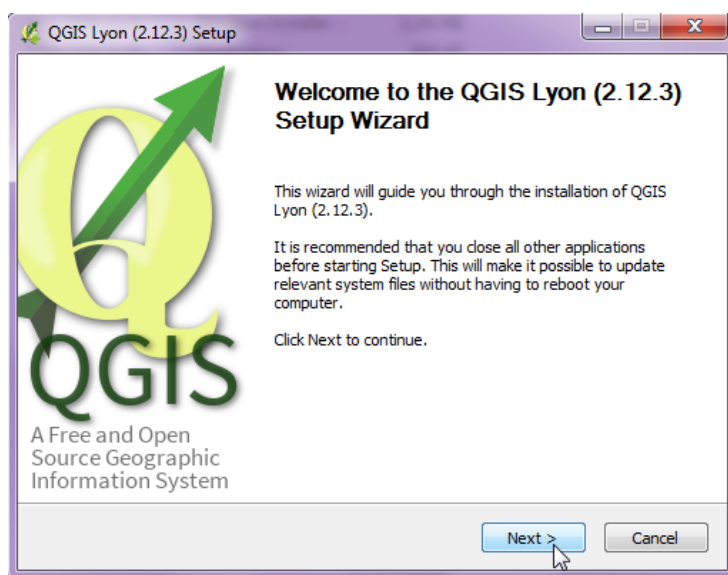 QGIS Lyon (2.12.3) Setup
Welcome to the QGIS Lyon (2.12.3)
Setup Wizard
This wizard will guide you through the installation of QGIS
Lyon (2.12.3).
It is recommended that you close all other applications
before starting Setup. This will make it possible to update
relevant system files without having to reboot your
computer.
Click Next to continue.
QGIS
A Free and Open
Source Geographic
Information System
Next >
Cancel